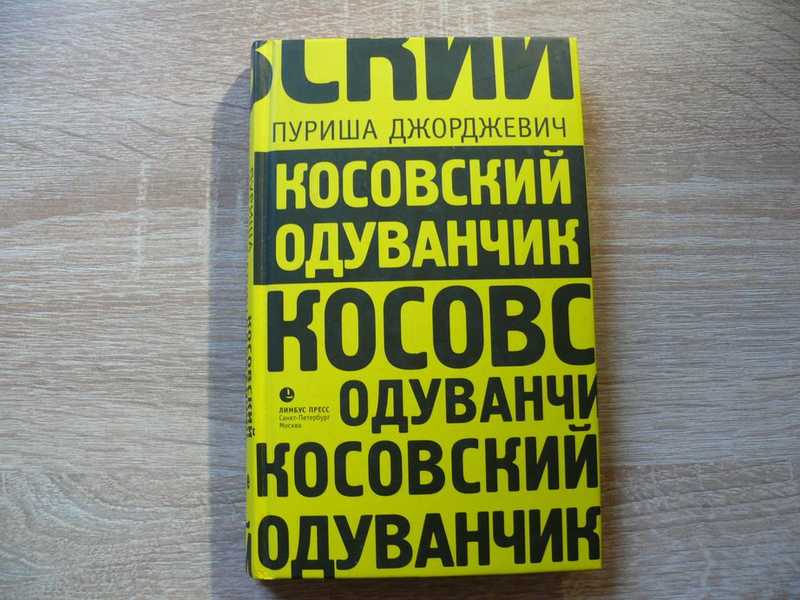 ский
ПУРИША ДЖОРДЖЕВИЧ
КОСОВСКИЙ
ОДУВАНЧИК
КОСОВС
ОДУВАНЧИ
ЛИМБУС ПРЕСС
Санкт-Петербург
Москва
КОСОВСКИЙ
ОДУВАНЧИК